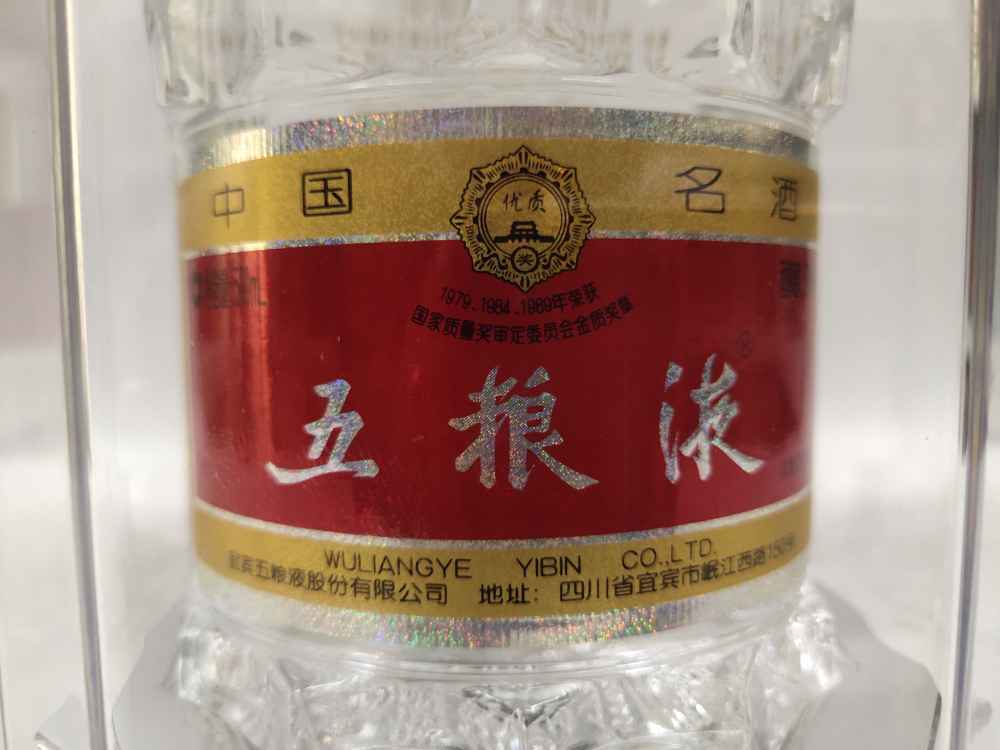 中国 名酒
优质
奖
1979、1984、1989年荣获
国家质量奖审定委员会金质奖章
五粮液
®
WULIANGYE YIBIN CO.,LTD.
宜宾五粮液股份有限公司 地址：四川省宜宾市岷江西路150号